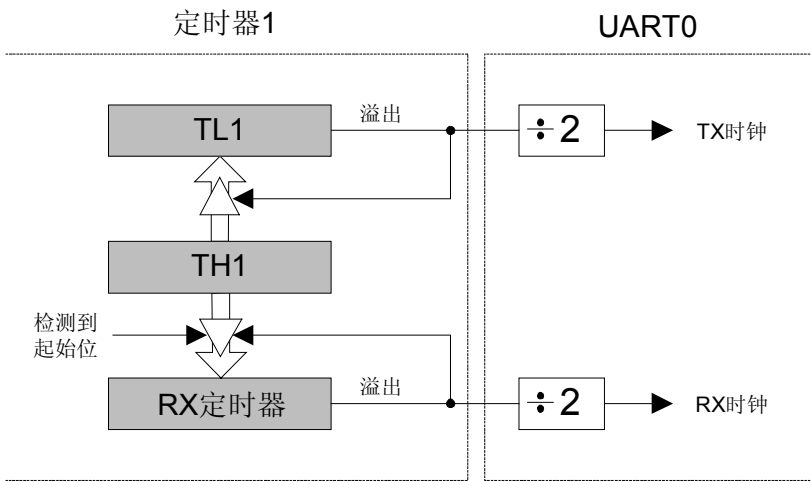 定时器1
UART0
TL1
溢出
÷2
TX时钟
TH1
检测到
起始位
RX定时器
溢出
÷2
RX时钟